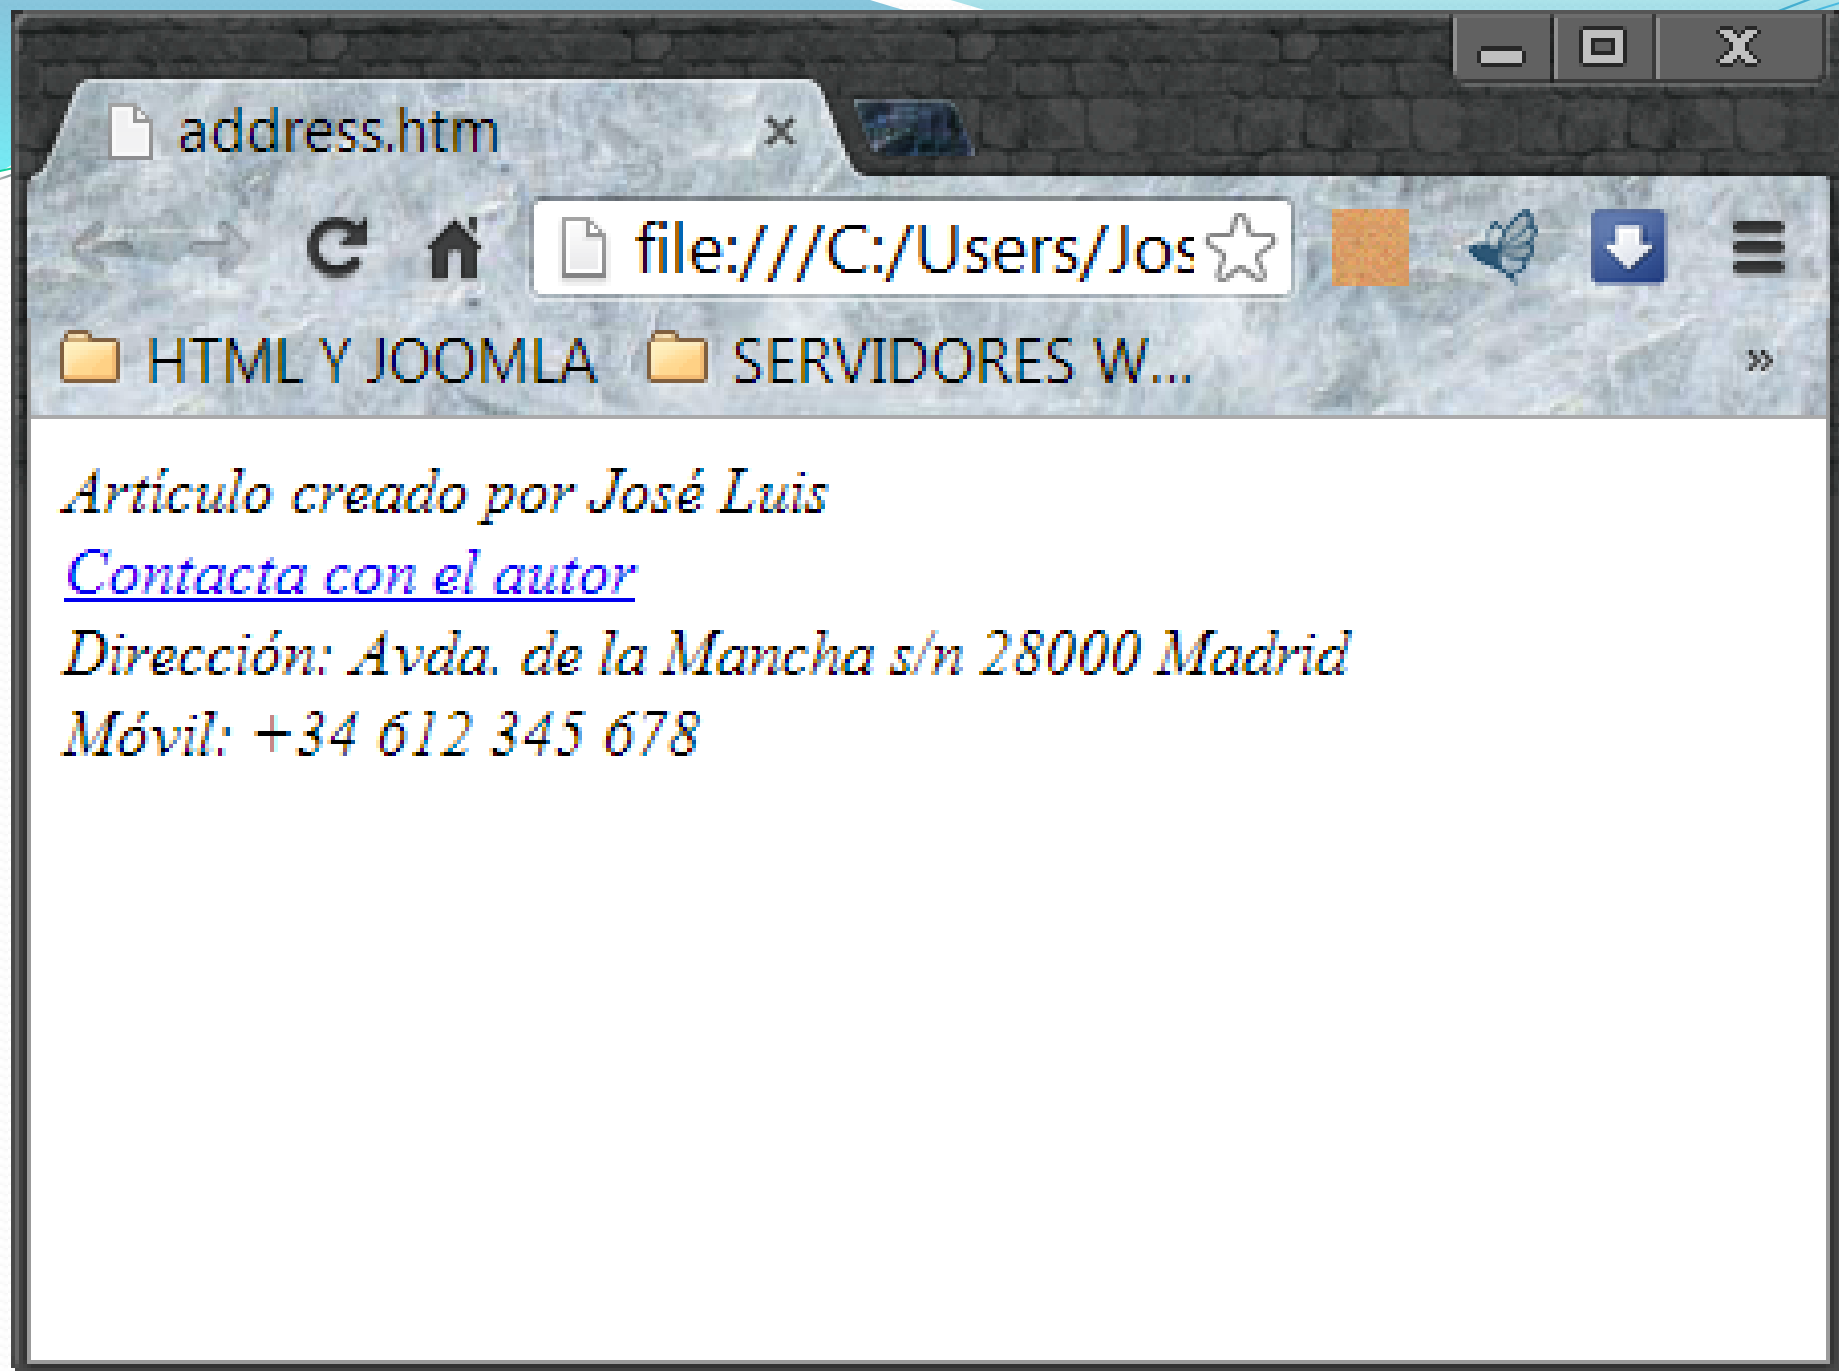 address.htm
file:///C:/Users/Jos
HTML Y JOOMLA SERVIDORES W...
Artículo creado por José Luis
Contacta con el autor
Dirección: Avda. de la Mancha s/n 28000 Madrid
Móvil: +34 612 345 678